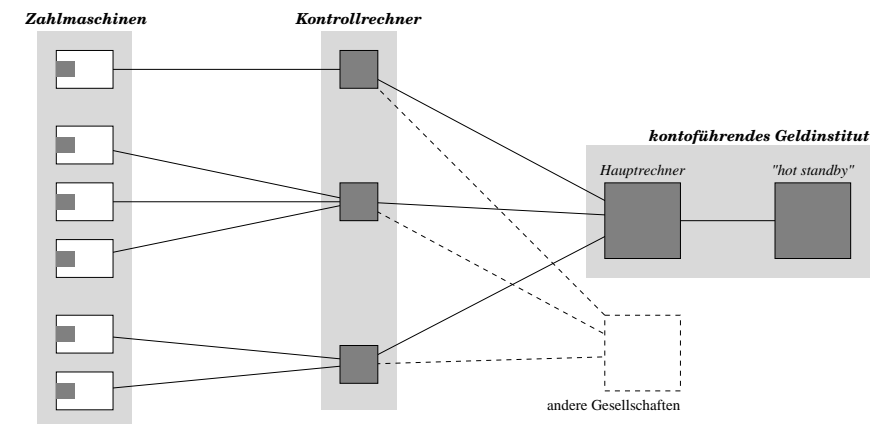 Zahlmaschinen
Kontrollrechner
kontoführendes Geldinstitut
Hauptrechner
"hot standby"
andere Gesellschaften